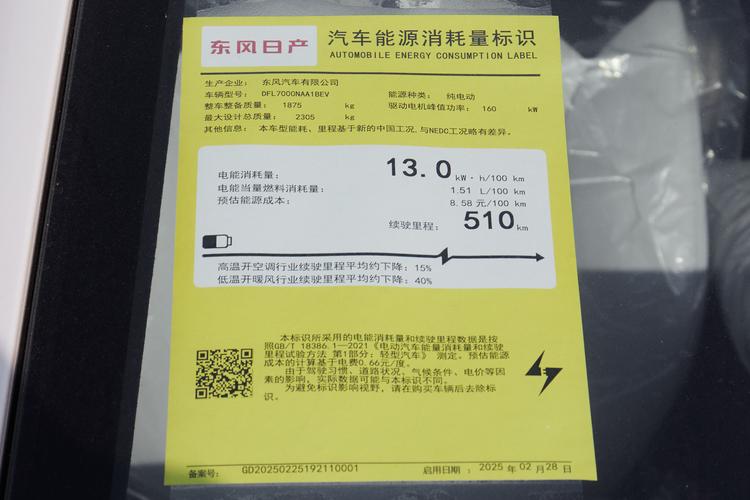 东风日产
汽车能源消耗量标识
AUTOMOBILE ENERGY CONSUMPTION LABEL
生产企业: 东风汽车有限公司
车辆型号: DFL7000NAA1BEV 能源种类: 纯电动
整车整备质量: 1875 kg 驱动电机峰值功率: 160 kW
最大设计总质量: 2305 kg
其他信息: 本车型能耗、里程基于新的中国工况,与NEDC工况略有差异。
电能消耗量: 13.0 kW·h/100 km
电能当量燃料消耗量: 1.51 L/100 km
预估能源成本: 8.58 元/100 km
续驶里程: 510 km
高温开空调行业续驶里程平均约下降: 15%
低温开暖风行业续驶里程平均约下降: 40%
本标识所采用的电能消耗量和续驶里程数据是按
照GB/T 18386.1—2021《电动汽车能量消耗量和续驶
里程试验方法 第1部分: 轻型汽车》 测定。预估能源
成本的计算基于电费0.66元/度。
由于驾驶习惯、道路状况、气候条件、电价等因
素的影响,实际数据可能与本标识不同。
为避免标识影响视野,请在购买车辆后去除标
识。
备案号: GD20250225192110001 启用日期: 2025 年 02 月 28 日